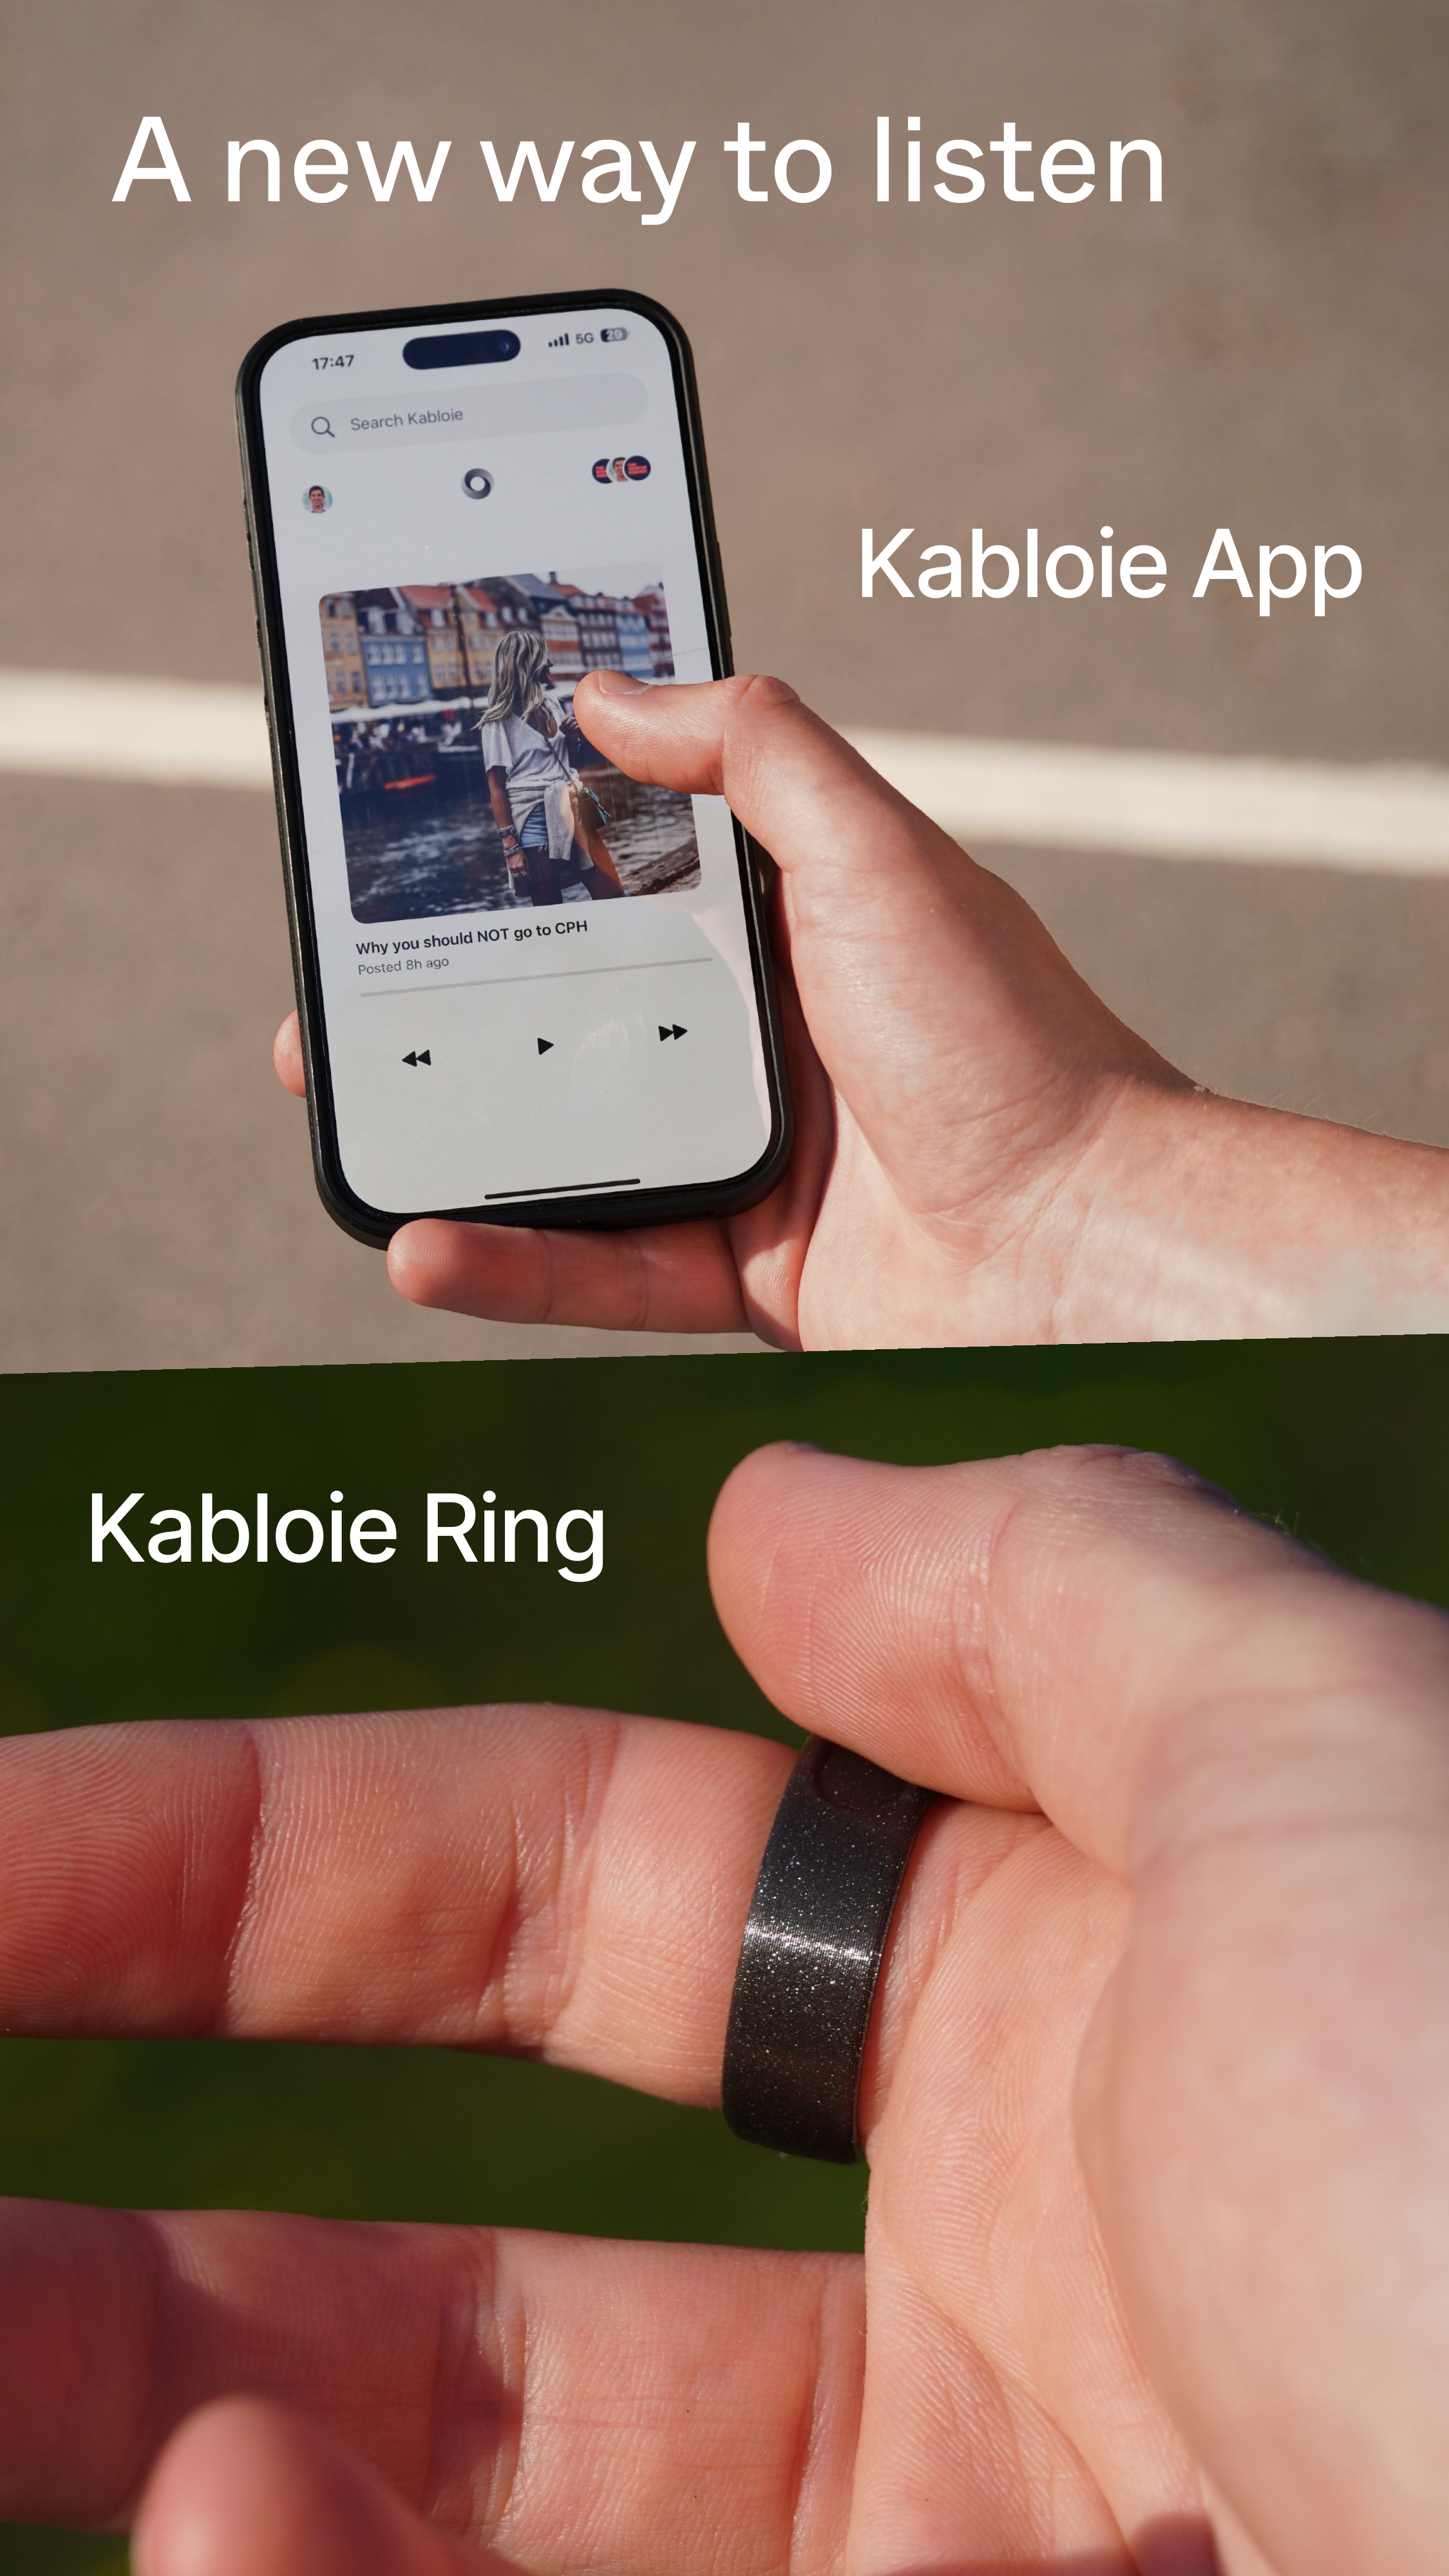 A new way to listen
17:47
5G 29
Search Kabloie
Kabloie App
Why you should NOT go to CPH
Posted 8h ago
Kabloie Ring